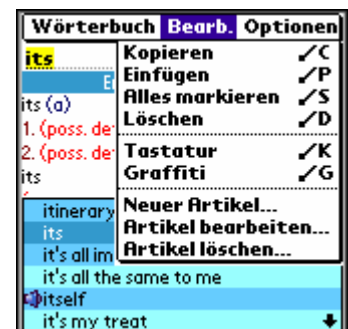 Wörterbuch Bearb. Optionen
its
Kopieren /C
Einfügen /P
its (a)
Alles markieren /S
1. (poss. de
Löschen /D
2. (poss. de
Tastatur /K
its
Graffiti /G
itinerary
Neuer Artikel...
its
Artikel bearbeiten...
it's all im
Artikel löschen...
it's all the same to me
itself
it's my treat